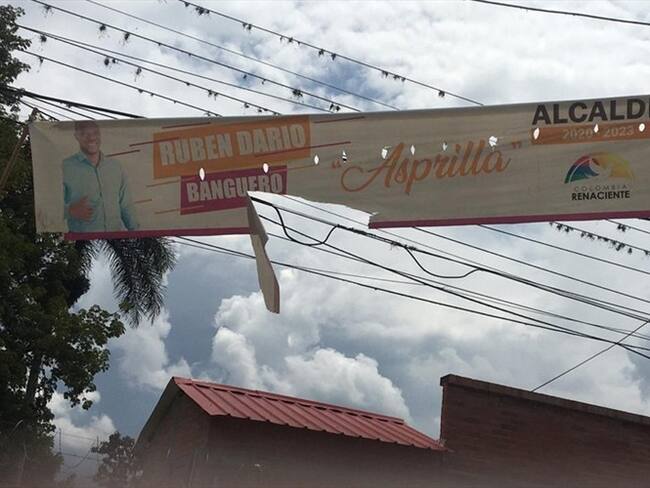 RUBEN DARIO
BANGUERO
"Asprilla"
ALCALD
2020-2023
COLOMBIA
RENACIENTE